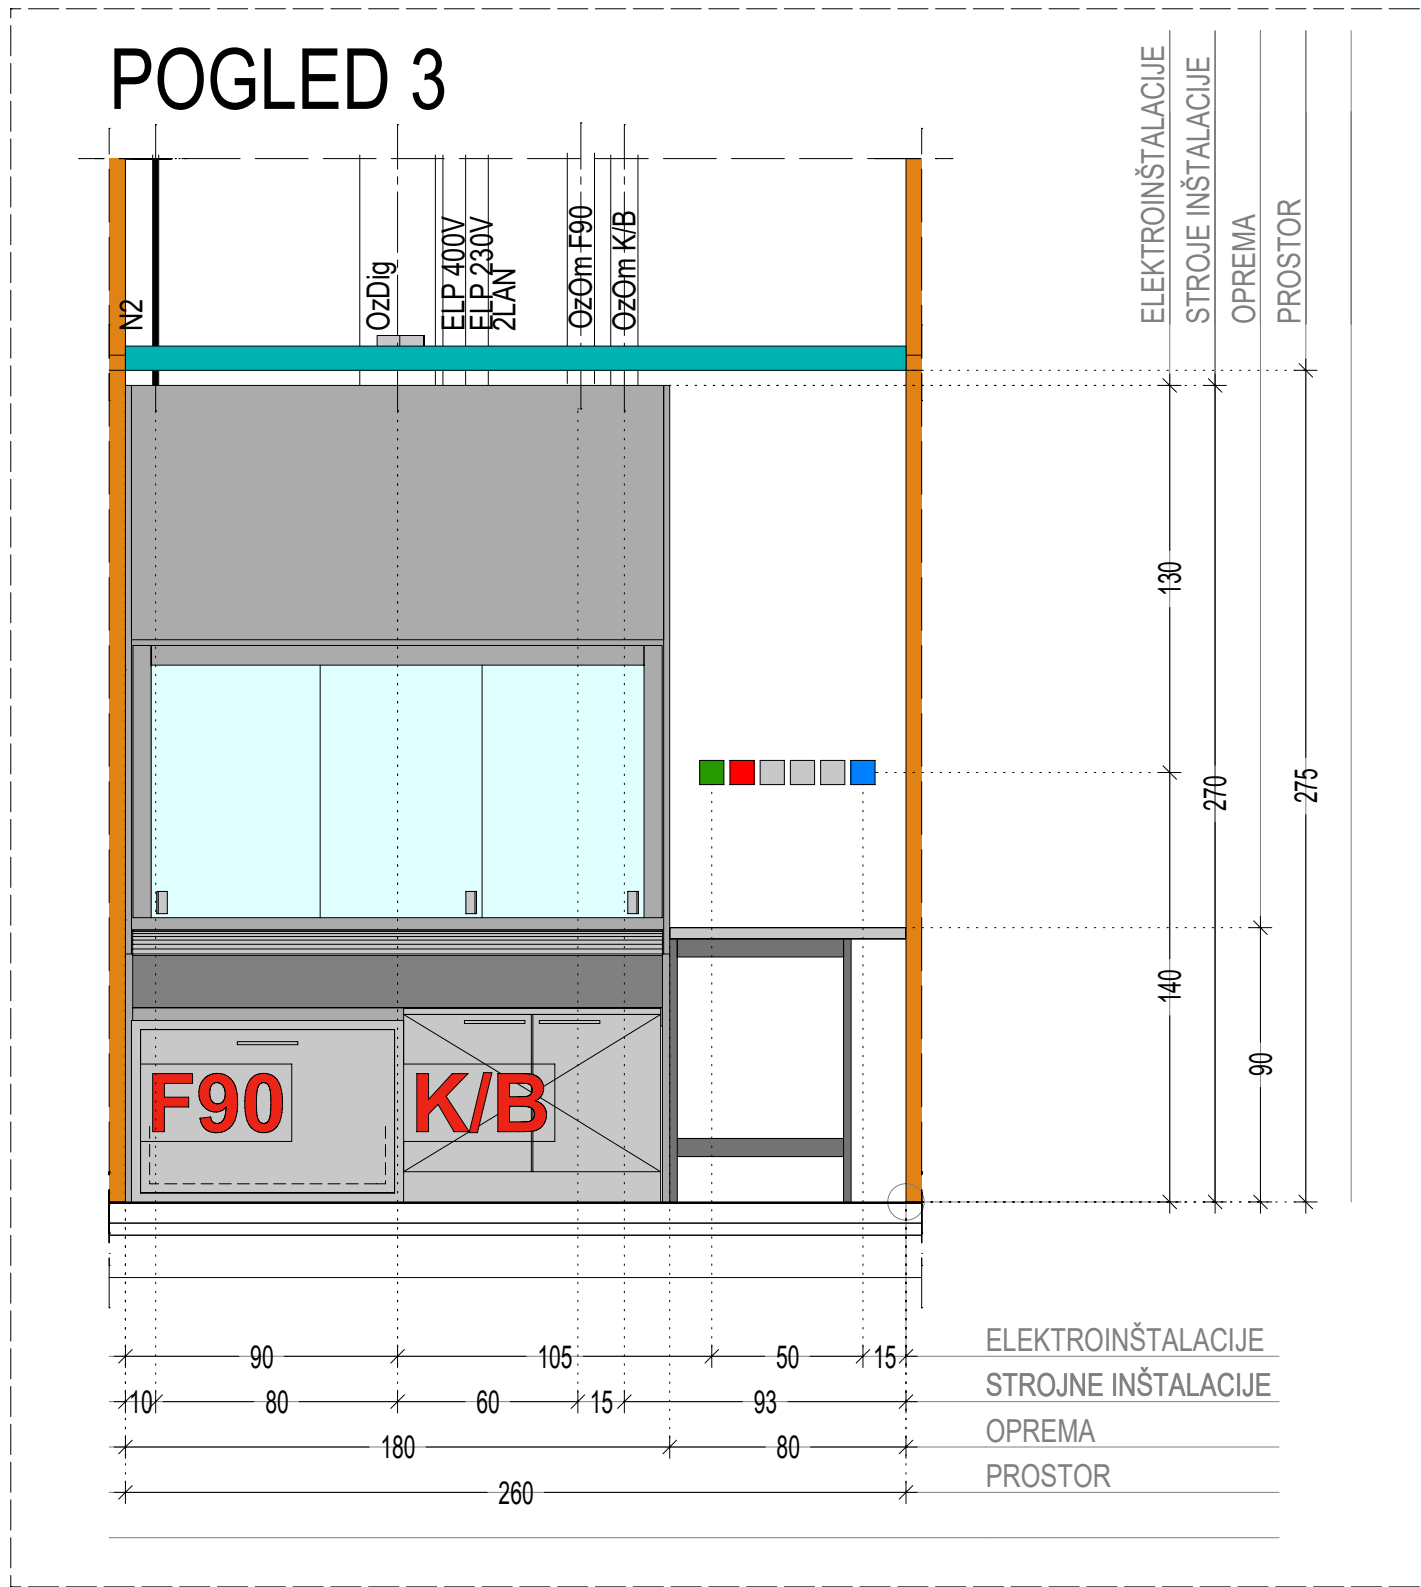 POGLED 3
ELEKTROINŠTALACIJE
STROJE INŠTALACIJE
OPREMA
PROSTOR
N2
OzDig
ELP 400V
ELP 230V
2LAN
OzOm F90
OzOm K/B
130
270
275
140
90
F90
K/B
90 105 50 15 ELEKTROINŠTALACIJE
10 80 60 15 93 STROJNE INŠTALACIJE
180 80 OPREMA
260 PROSTOR